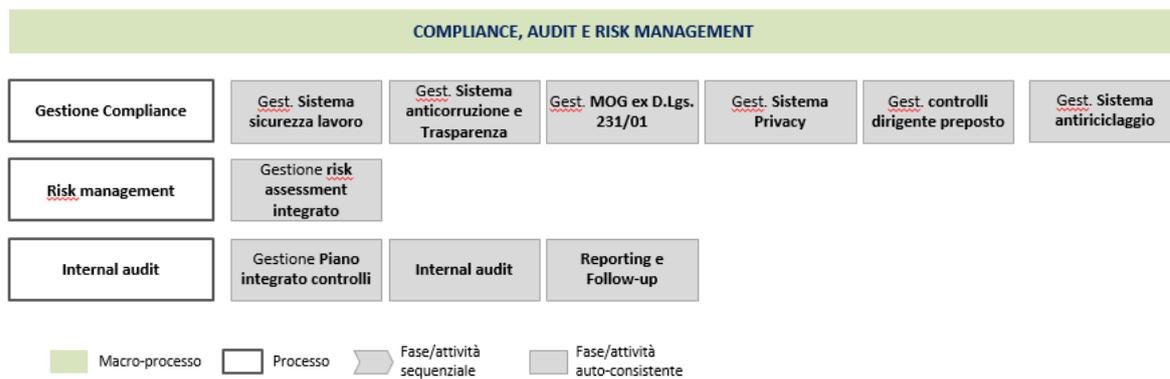 COMPLIANCE, AUDIT E RISK MANAGEMENT
Gestione Compliance
Gest. Sistema
sicurezza lavoro
Gest. Sistema
anticorruzione e
Trasparenza
Gest. MOG ex D.Lgs.
231/01
Gest. Sistema
Privacy
Gest. controlli
dirigente preposto
Gest. Sistema
antiriciclaggio
Risk management
Gestione risk
assessment
integrato
Internal audit
Gestione Piano
integrato controlli
Internal audit
Reporting e
Follow-up
Macro-processo
Processo
Fase/attività
sequenziale
Fase/attività
auto-consistente